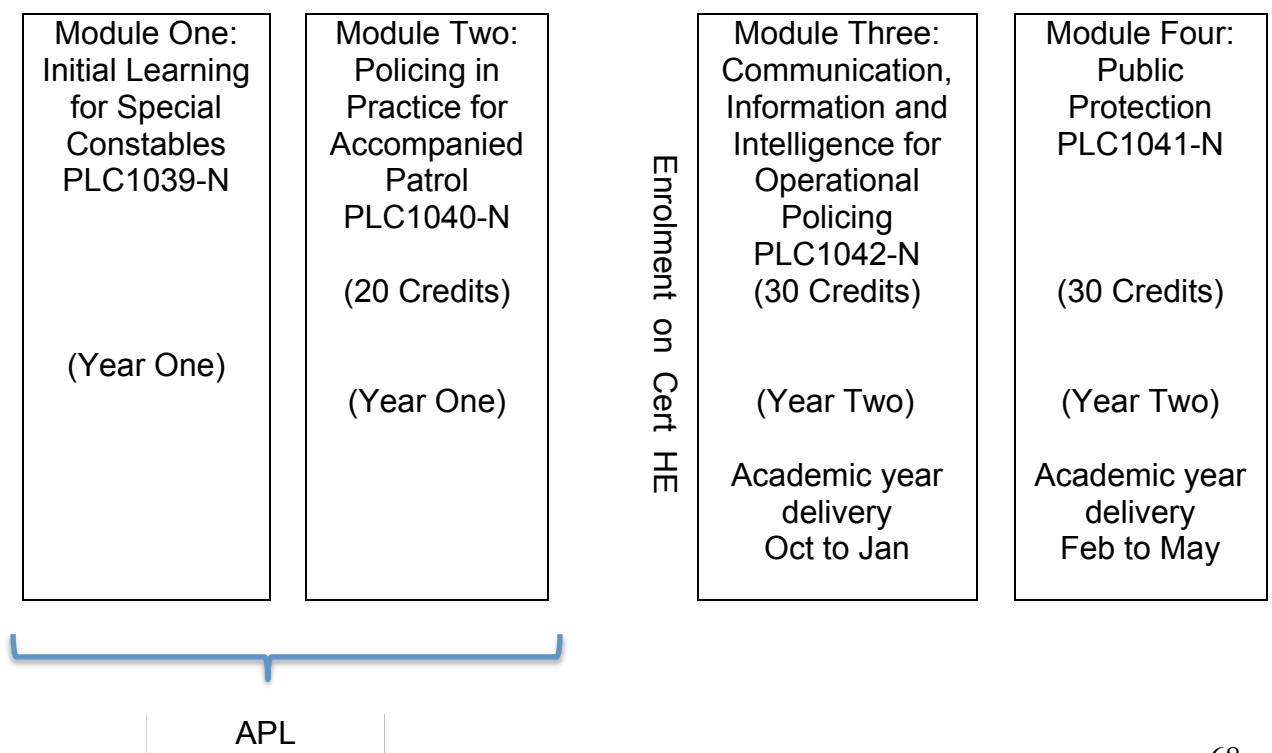 Module One:
Initial Learning
for Special
Constables
PLC1039-N
(Year One)
Module Two:
Policing in
Practice for
Accompanied
Patrol
PLC1040-N
(20 Credits)
(Year One)
Enrolment on Cert HE
Module Three:
Communication,
Information and
Intelligence for
Operational
Policing
PLC1042-N
(30 Credits)
(Year Two)
Academic year
delivery
Oct to Jan
Module Four:
Public
Protection
PLC1041-N
(30 Credits)
(Year Two)
Academic year
delivery
Feb to May
APL